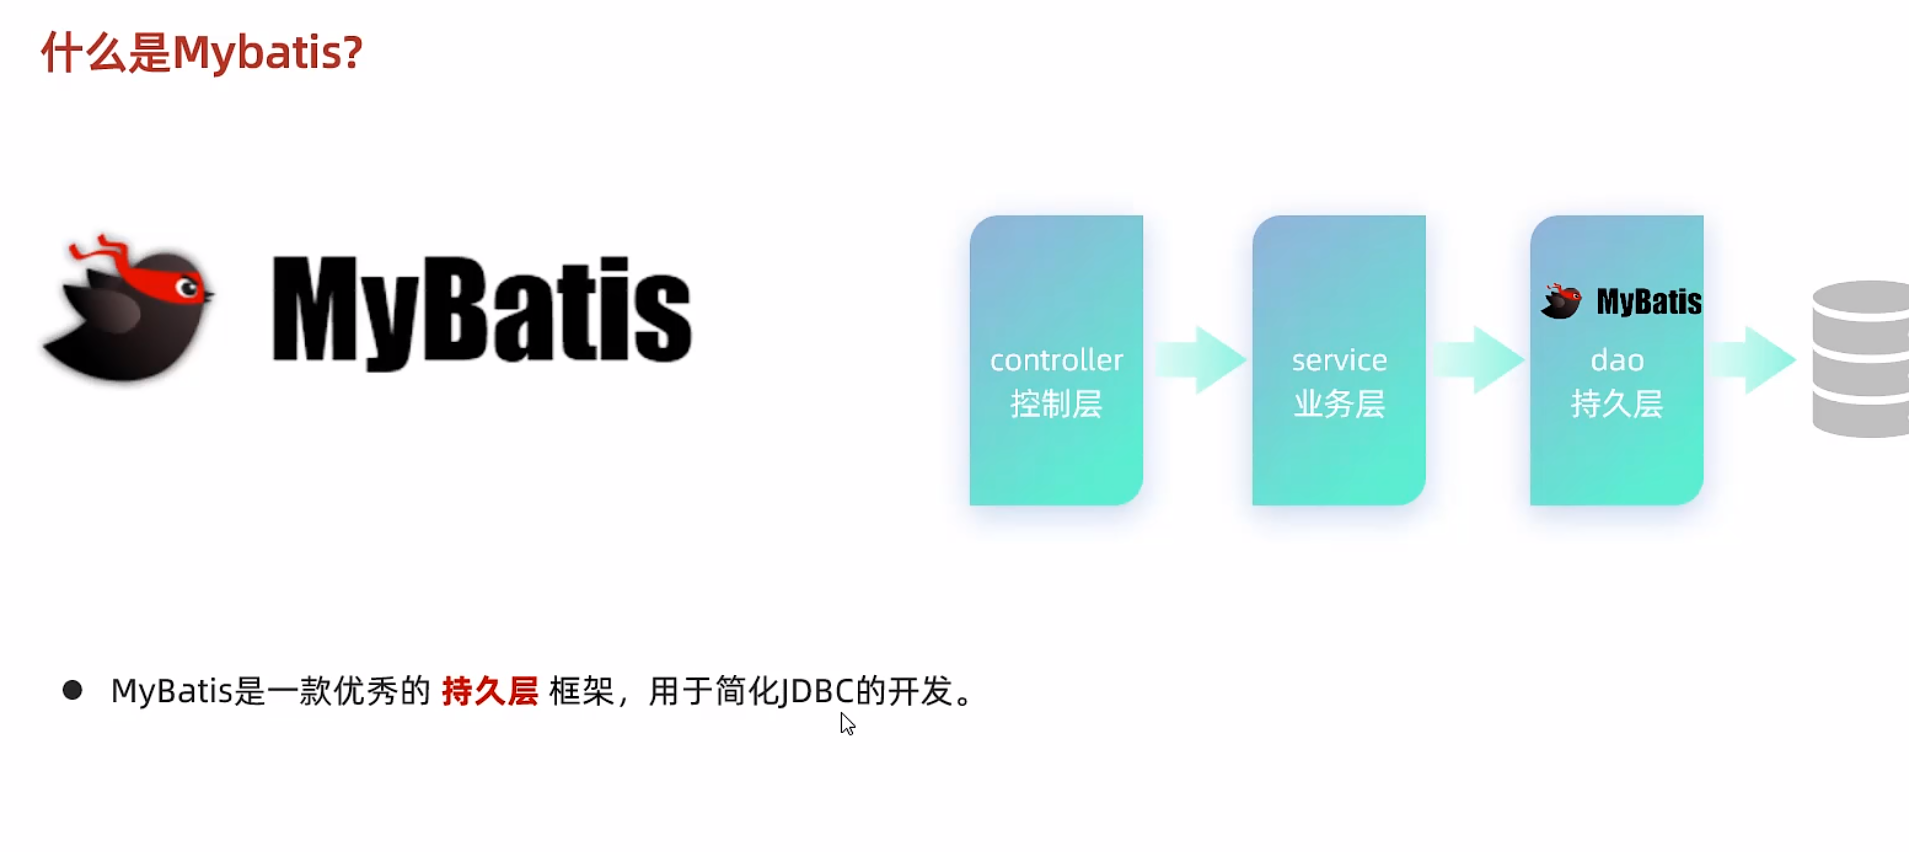 什么是Mybatis?
MyBatis
controller
控制层
service
业务层
MyBatis
dao
持久层
MyBatis是一款优秀的 持久层 框架，用于简化JDBC的开发。